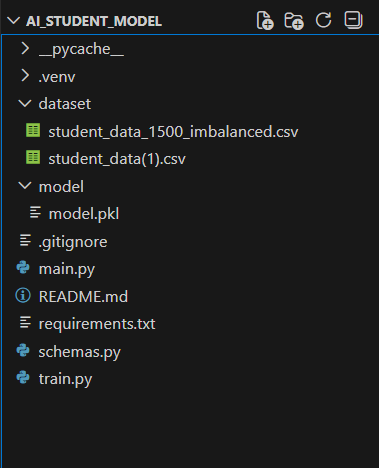 AI_STUDENT_MODEL
__pycache__
.venv
dataset
student_data_1500_imbalanced.csv
student_data(1).csv
model
model.pkl
.gitignore
main.py
README.md
requirements.txt
schemas.py
train.py